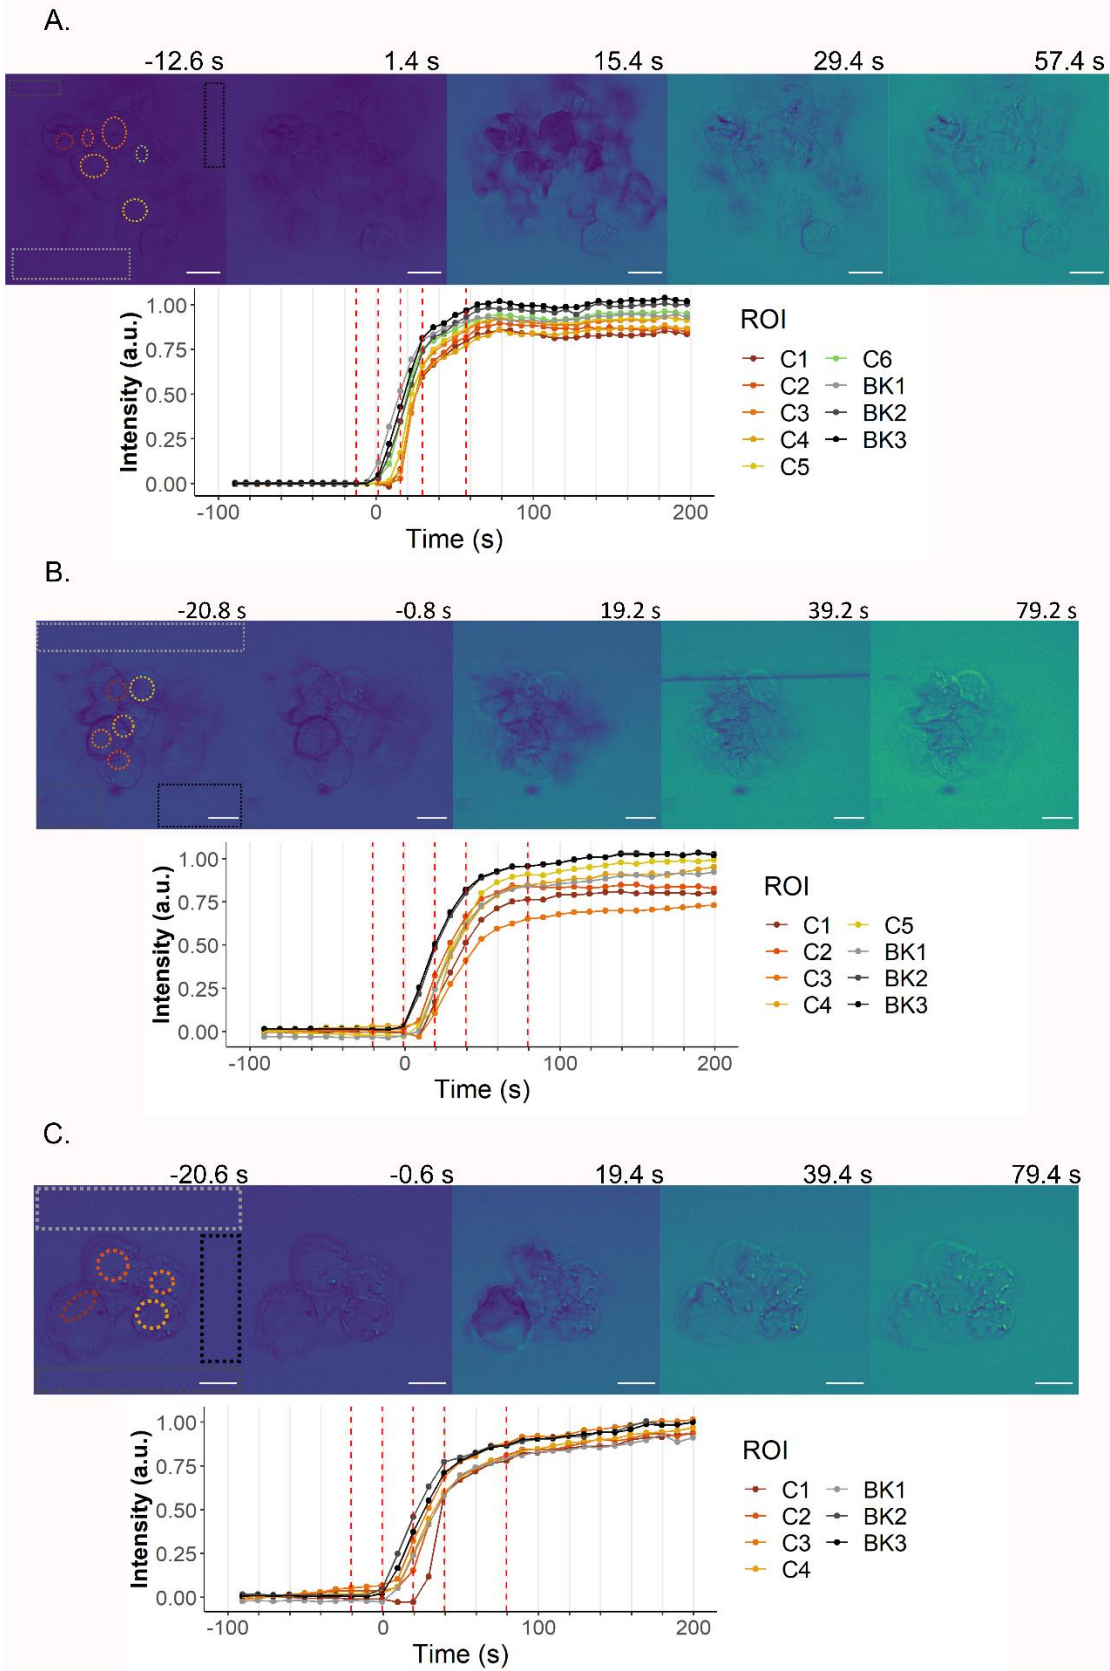 A.
-12.6 s 1.4 s 15.4 s 29.4 s 57.4 s
1.00
0.75
0.50
0.25
0.00
Intensity (a.u.)
-100 0 100 200
Time (s)
ROI
C1 C6
C2 BK1
C3 BK2
C4 BK3
C5
B.
-20.8 s -0.8 s 19.2 s 39.2 s 79.2 s
1.00
0.75
0.50
0.25
0.00
Intensity (a.u.)
-100 0 100 200
Time (s)
ROI
C1 C5
C2 BK1
C3 BK2
C4 BK3
C.
-20.6 s -0.6 s 19.4 s 39.4 s 79.4 s
1.00
0.75
0.50
0.25
0.00
Intensity (a.u.)
-100 0 100 200
Time (s)
ROI
C1 BK1
C2 BK2
C3 BK3
C4